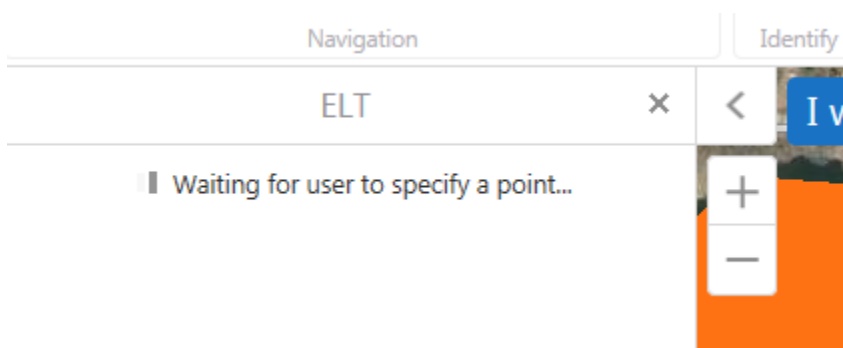 Navigation
Identify
ELT
I
Waiting for user to specify a point...